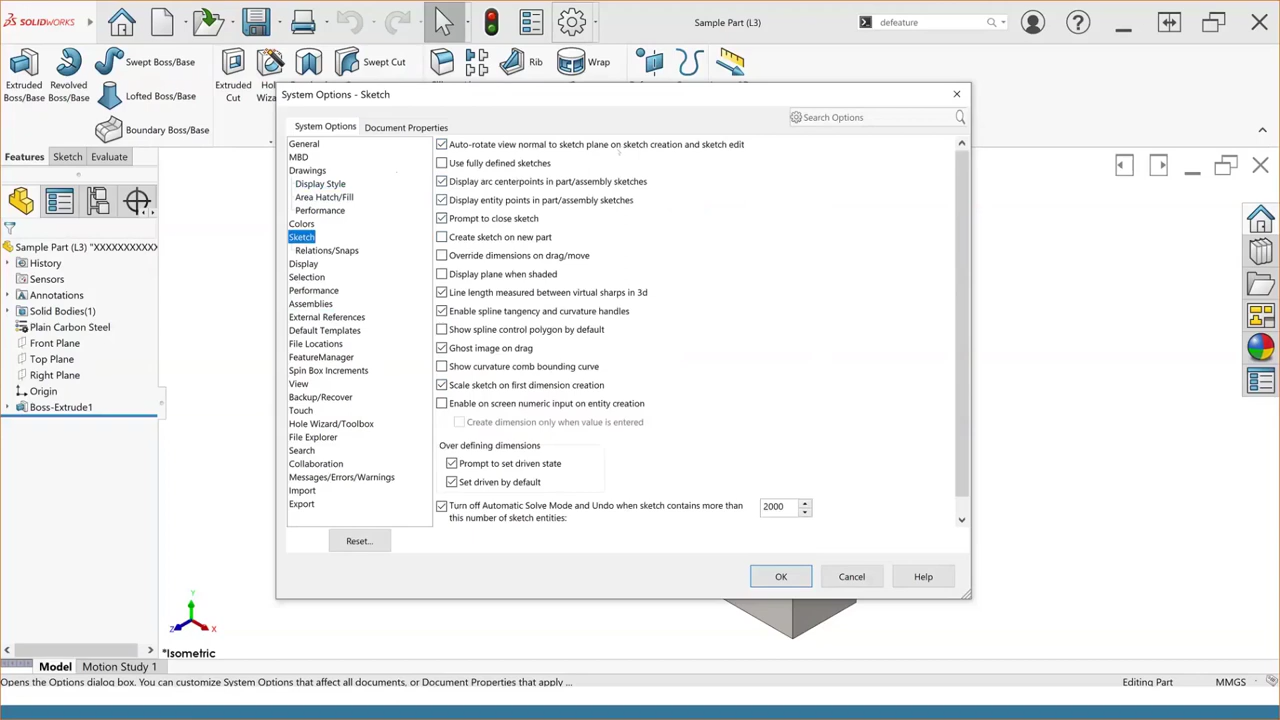 SOLIDWORKS
Sample Part (L3)
defeature
Extruded
Boss/Base
Revolved
Boss/Base
Swept Boss/Base
Lofted Boss/Base
Boundary Boss/Base
Extruded
Cut
Swept Cut
Rib
Wrap
Features
Sketch
Evaluate
System Options - Sketch
Search Options
System Options
Document Properties
General
MBD
Drawings
Display Style
Area Hatch/Fill
Performance
Colors
Sketch
Relations/Snaps
Display
Selection
Performance
Assemblies
External References
Default Templates
File Locations
FeatureManager
Spin Box Increments
View
Backup/Recover
Touch
Hole Wizard/Toolbox
File Explorer
Search
Collaboration
Messages/Errors/Warnings
Import
Export
Reset...
Auto-rotate view normal to sketch plane on sketch creation and sketch edit
Use fully defined sketches
Display arc centerpoints in part/assembly sketches
Display entity points in part/assembly sketches
Prompt to close sketch
Create sketch on new part
Override dimensions on drag/move
Display plane when shaded
Line length measured between virtual sharps in 3d
Enable spline tangency and curvature handles
Show spline control polygon by default
Ghost image on drag
Show curvature comb bounding curve
Scale sketch on first dimension creation
Enable on screen numeric input on entity creation
Create dimension only when value is entered
Over defining dimensions
Prompt to set driven state
Set driven by default
Turn off Automatic Solve Mode and Undo when sketch contains more than
this number of sketch entities:
2000
OK
Cancel
Help
Sample Part (L3) "XXXXXXXXXXX
History
Sensors
Annotations
Solid Bodies(1)
Plain Carbon Steel
Front Plane
Top Plane
Right Plane
Origin
Boss-Extrude1
Y
Z
X
*Isometric
Model
Motion Study 1
Opens the Options dialog box. You can customize System Options that affect all documents, or Document Properties that apply ...
Editing Part
MMGS